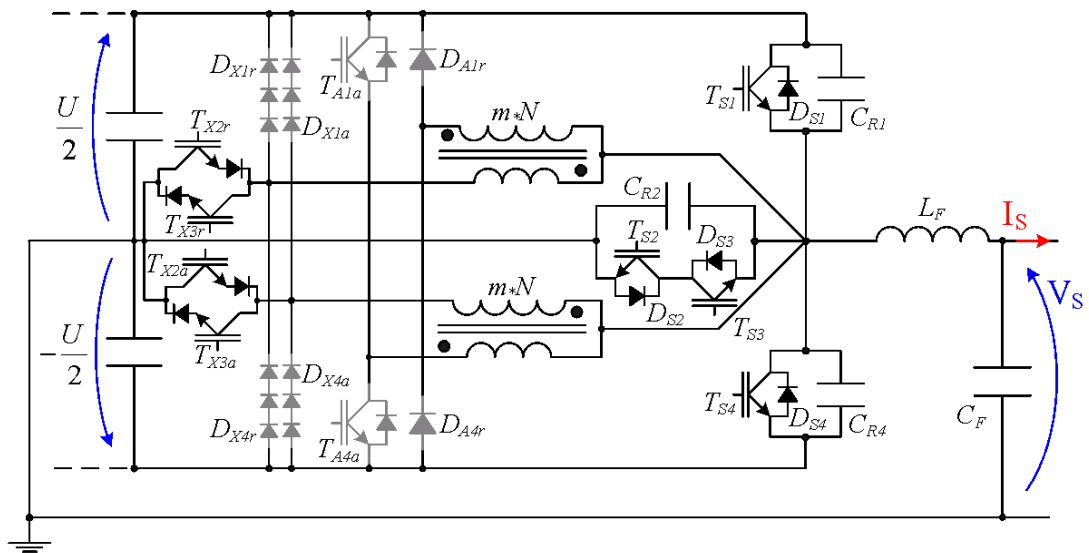 U
2
-U
2
T_X2r
T_X3r
T_X2a
T_X3a
D_X1r
D_X1a
D_X4a
D_X4r
T_A1a
D_A1r
T_A4a
D_A4r
m*N
m*N
C_R2
T_S2
D_S3
D_S2
T_S3
T_S1
D_S1
C_R1
T_S4
D_S4
C_R4
L_F
I_S
C_F
V_S